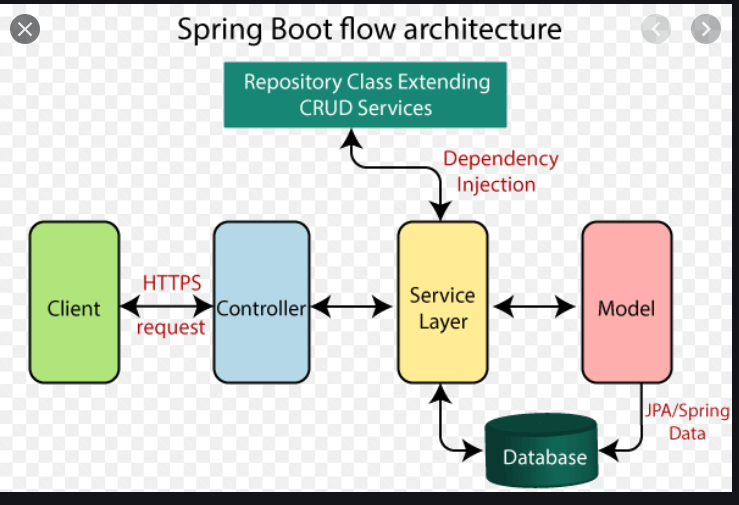 Spring Boot flow architecture
Repository Class Extending
CRUD Services
Dependency
Injection
Client
HTTPS
request
Controller
Service
Layer
Model
JPA/Spring
Data
Database